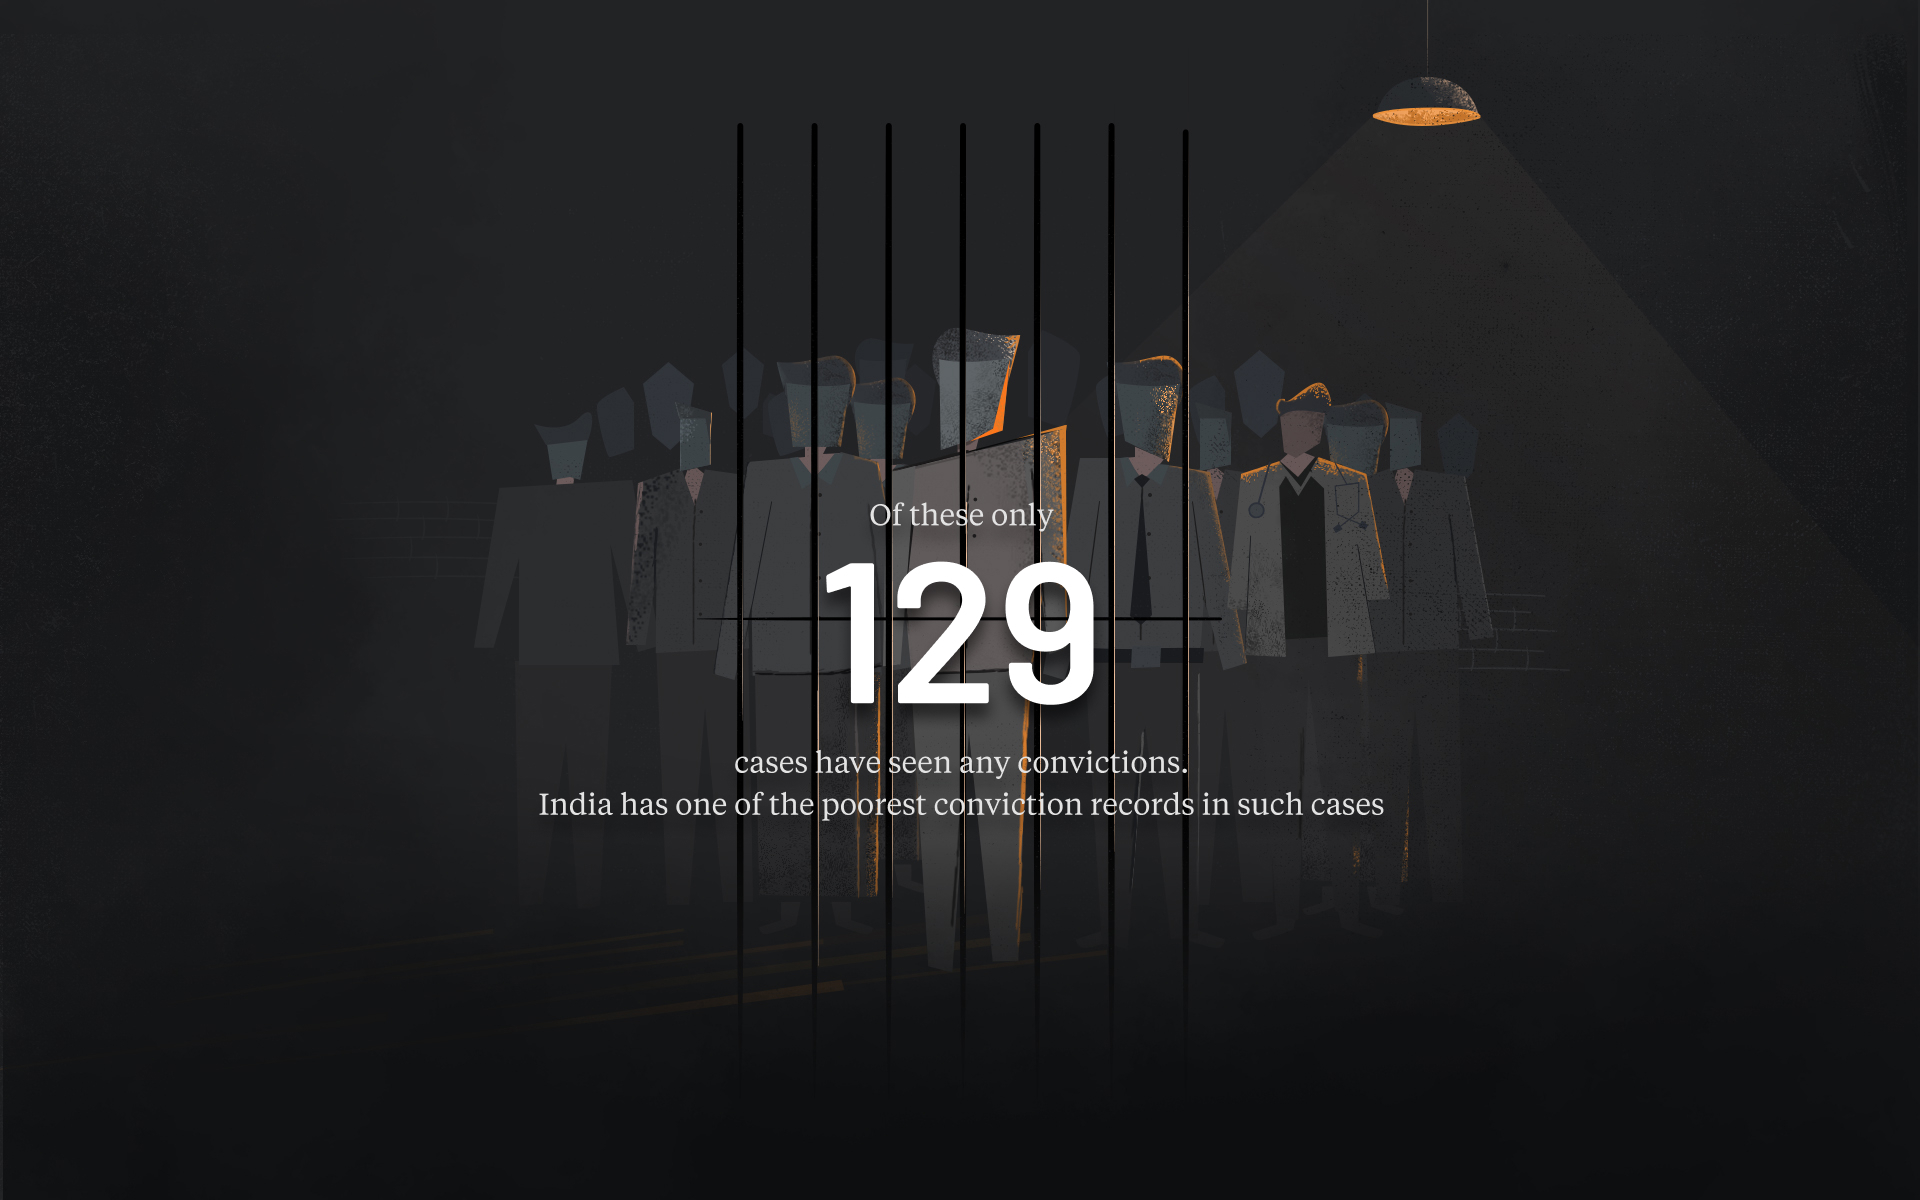 Of these only
129
cases have seen any convictions.
India has one of the poorest conviction records in such cases